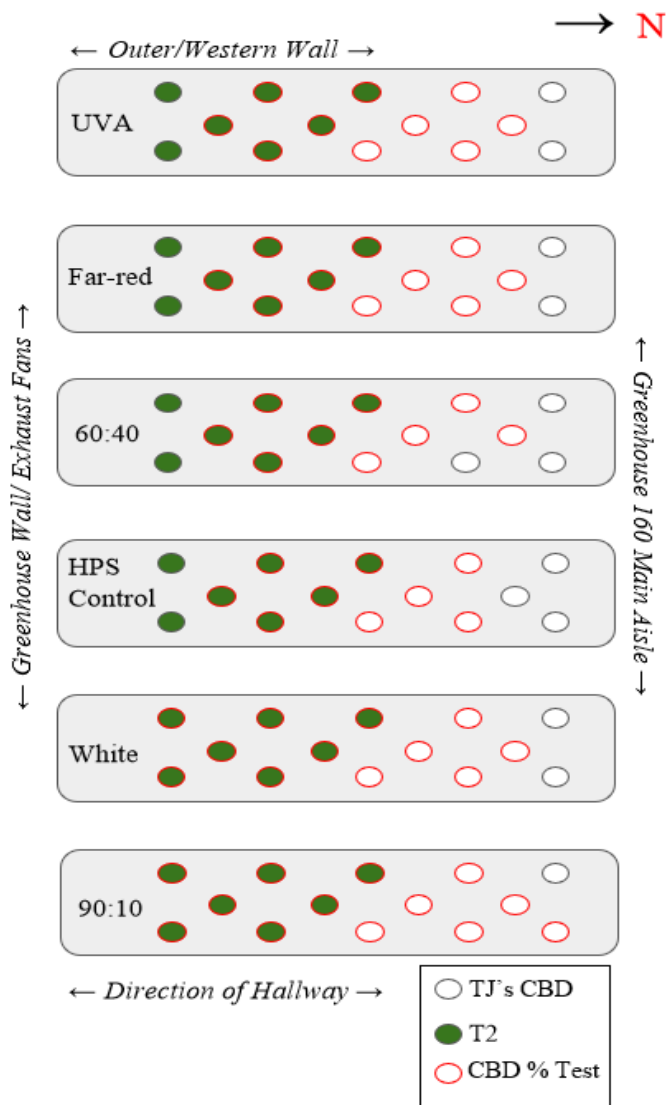 → N
← Outer/Western Wall →
UVA
Far-red
← Greenhouse Wall/ Exhaust Fans →
← Greenhouse 160 Main Aisle →
60:40
HPS
Control
White
90:10
← Direction of Hallway →
TJ's CBD
T2
CBD % Test